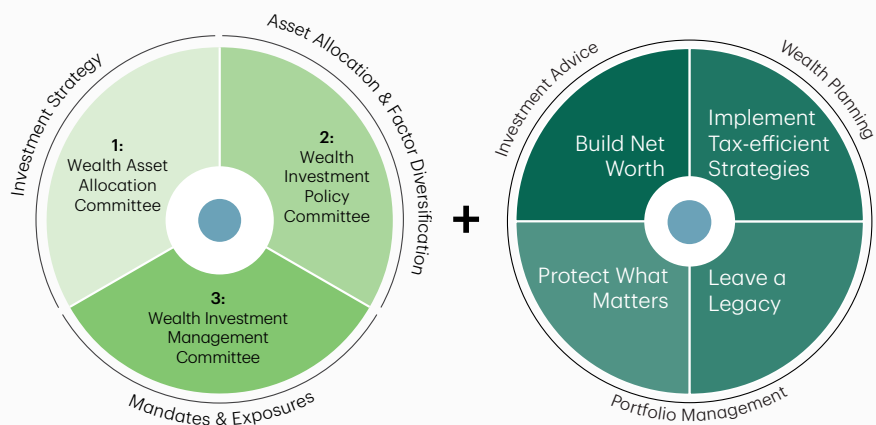 Investment Strategy
Asset Allocation & Factor Diversification
1:
Wealth Asset
Allocation
Committee
2:
Wealth
Investment
Policy
Committee
3:
Wealth Investment
Management
Committee
Mandates & Exposures
+
Investment Advice
Wealth Planning
Build Net
Worth
Implement
Tax-efficient
Strategies
Protect What
Matters
Leave a
Legacy
Portfolio Management